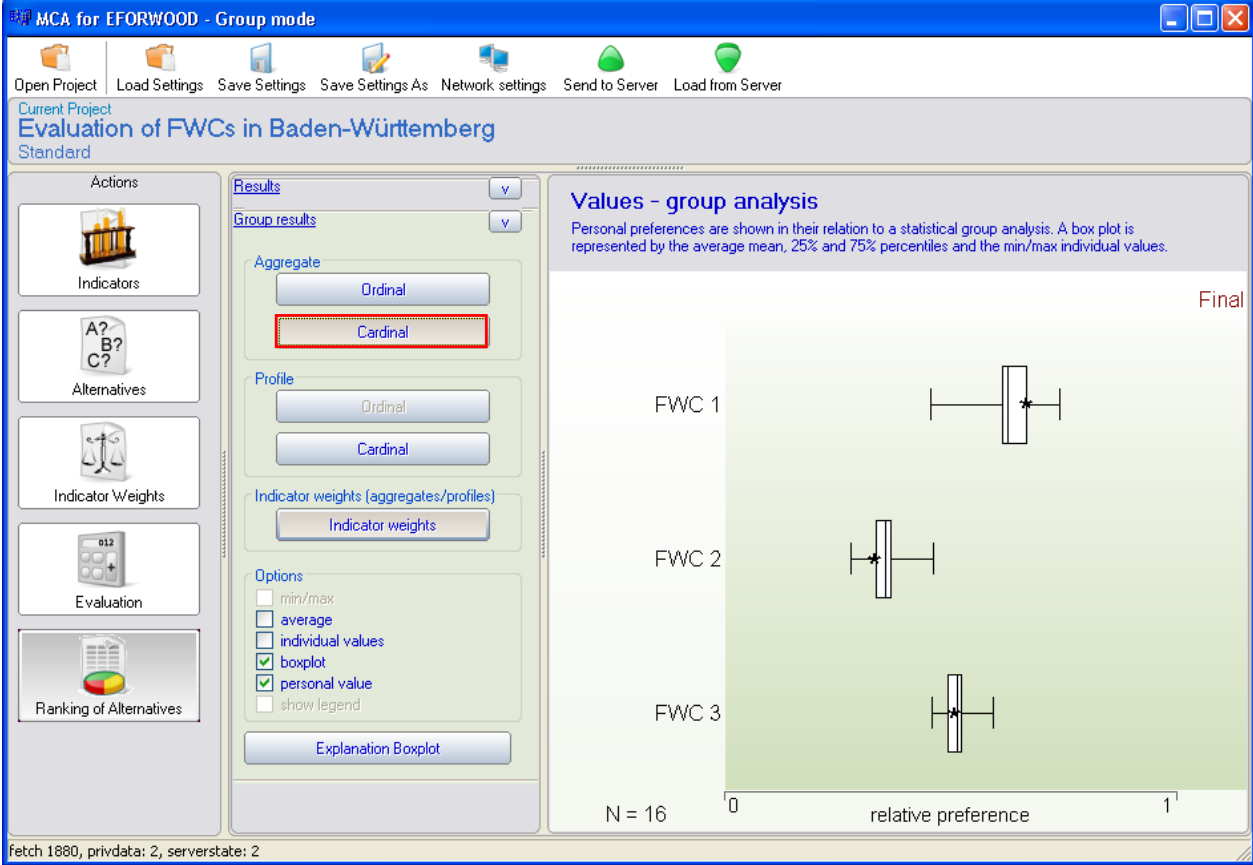 MCA for EFORWOOD - Group mode
Open Project Load Settings Save Settings Save Settings As Network settings Send to Server Load from Server
Current Project
Evaluation of FWCs in Baden-Württemberg
Standard
Actions
Indicators
A?
B?
C?
Alternatives
Indicator Weights
012
+
Evaluation
Ranking of Alternatives
Results
v
Group results
v
Aggregate
Ordinal
Cardinal
Profile
Ordinal
Cardinal
Indicator weights (aggregates/profiles)
Indicator weights
Options
min/max
average
individual values
boxplot
personal value
show legend
Explanation Boxplot
Values - group analysis
Personal preferences are shown in their relation to a statistical group analysis. A box plot is
represented by the average mean, 25% and 75% percentiles and the min/max individual values.
Final
FWC 1
FWC 2
FWC 3
N = 16
0
relative preference
1
fetch 1880, privdata: 2, serverstate: 2